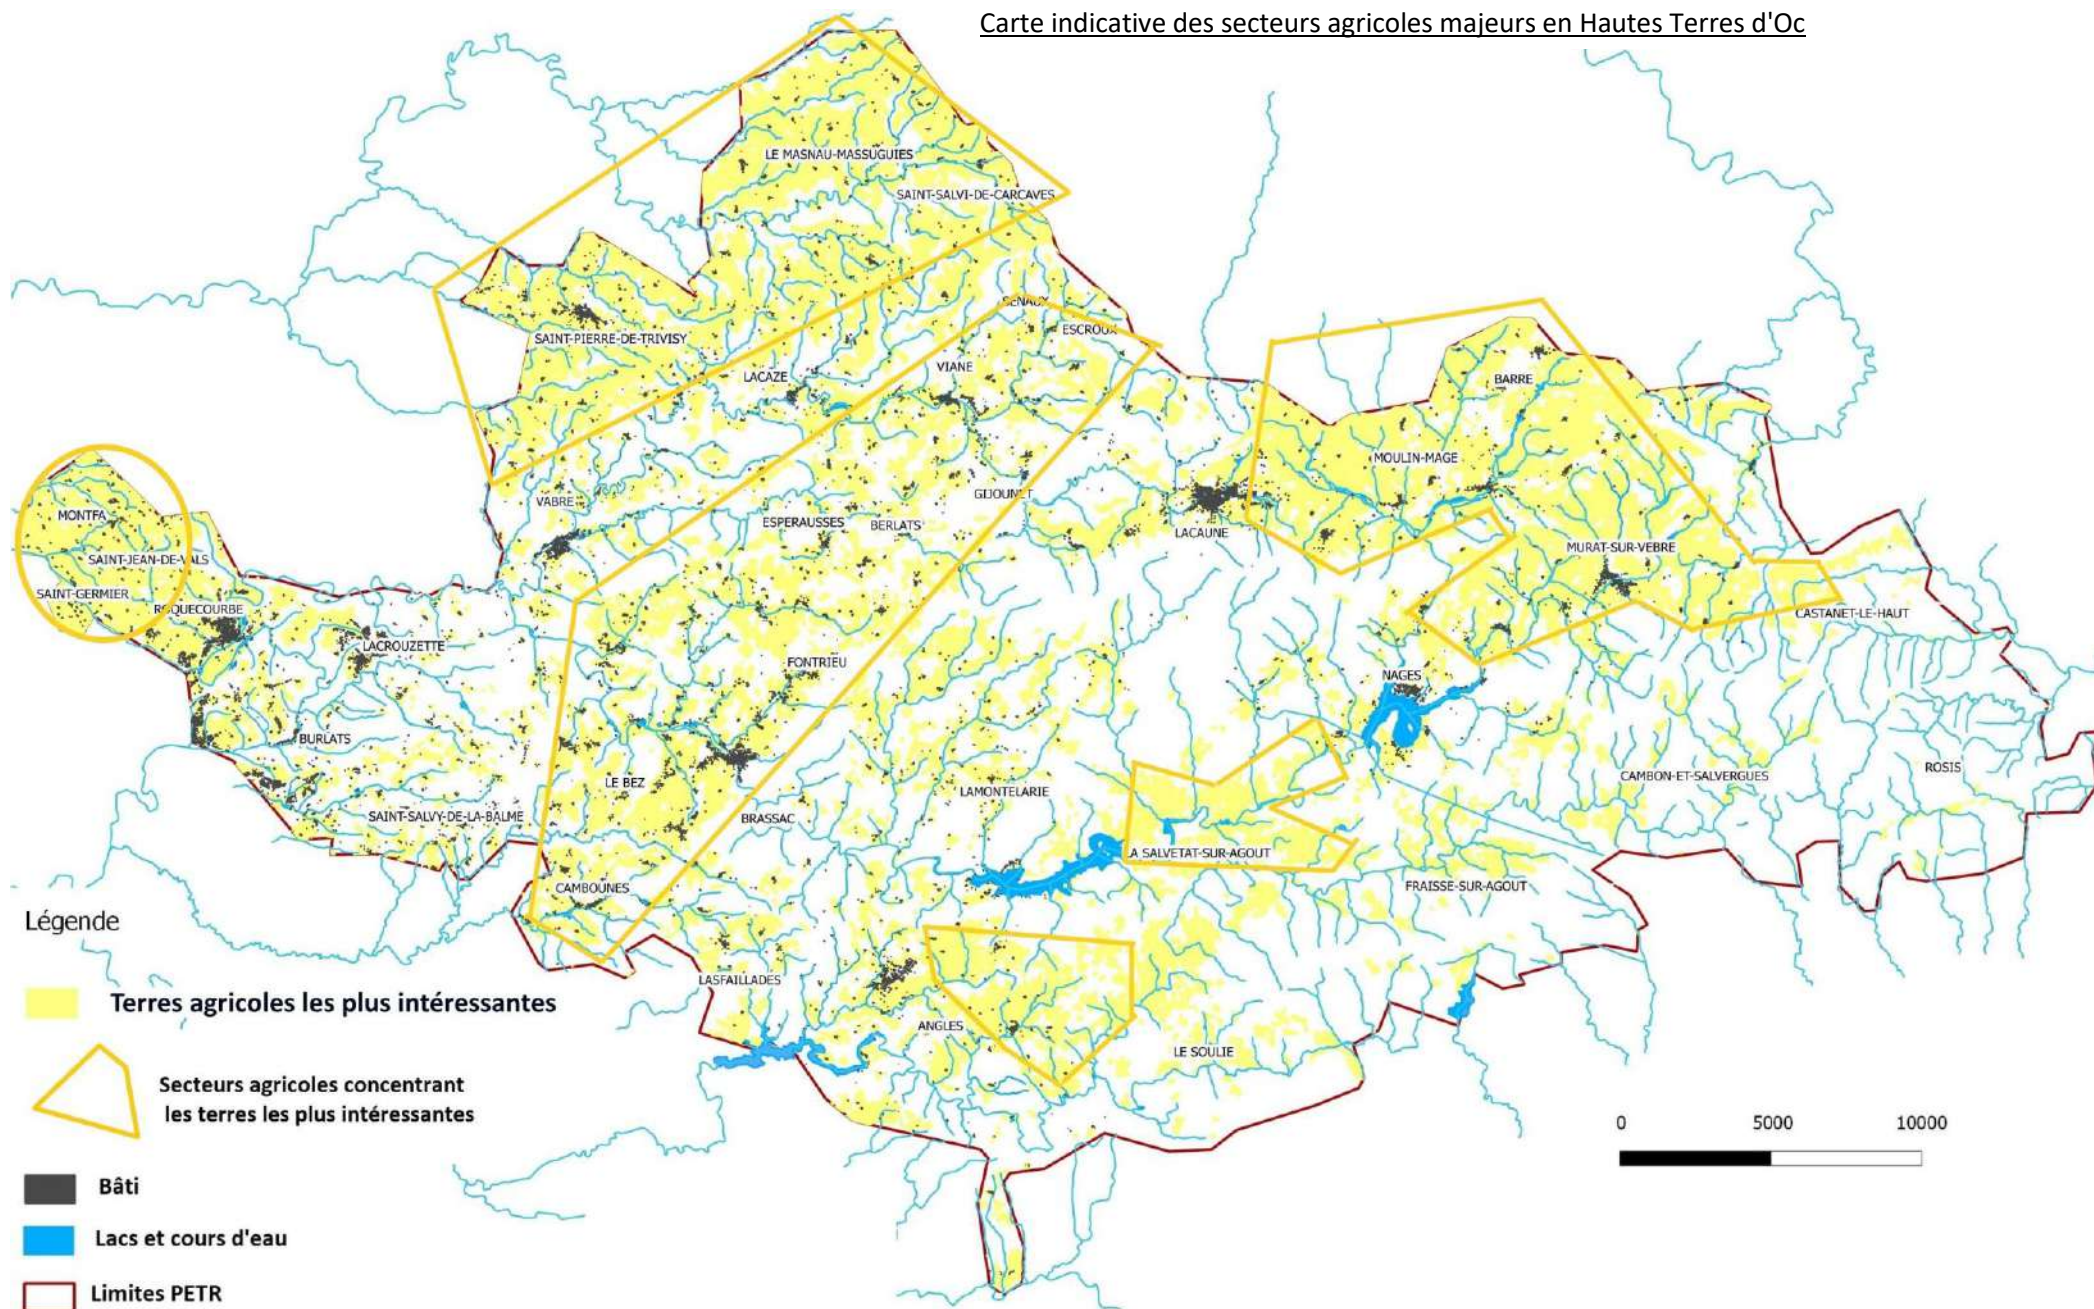 Carte indicative des secteurs agricoles majeurs en Hautes Terres d'Oc
LE MASNAU-MASSUGUIES
SAINT-SALVI-DE-CARCAVES
SENAUX
ESCROUX
SAINT-PIERRE-DE-TRIVISY
LACAZE
VIANE
BARRE
MOULIN-MAGE
VABRE
GIJOUNET
ESPERAUSSES
BERLATS
LACAUNE
MONTFA
SAINT-JEAN-DE-VALS
SAINT-GERMIER
ROQUECOURBE
MURAT-SUR-VEBRE
CASTANET-LE-HAUT
LACROUZETTE
FONTRIEU
NAGES
BURLATS
LE BEZ
LAMONTELARIE
CAMBON-ET-SALVERGUES
ROSIS
SAINT-SALVY-DE-LA-BALME
BRASSAC
LA SALVETAT-SUR-AGOUT
CAMBOUNES
FRAISSE-SUR-AGOUT
LASFAILLADES
ANGLES
LE SOULIE
Légende
Terres agricoles les plus intéressantes
Secteurs agricoles concentrant
les terres les plus intéressantes
Bâti
Lacs et cours d'eau
Limites PETR
0 5000 10000